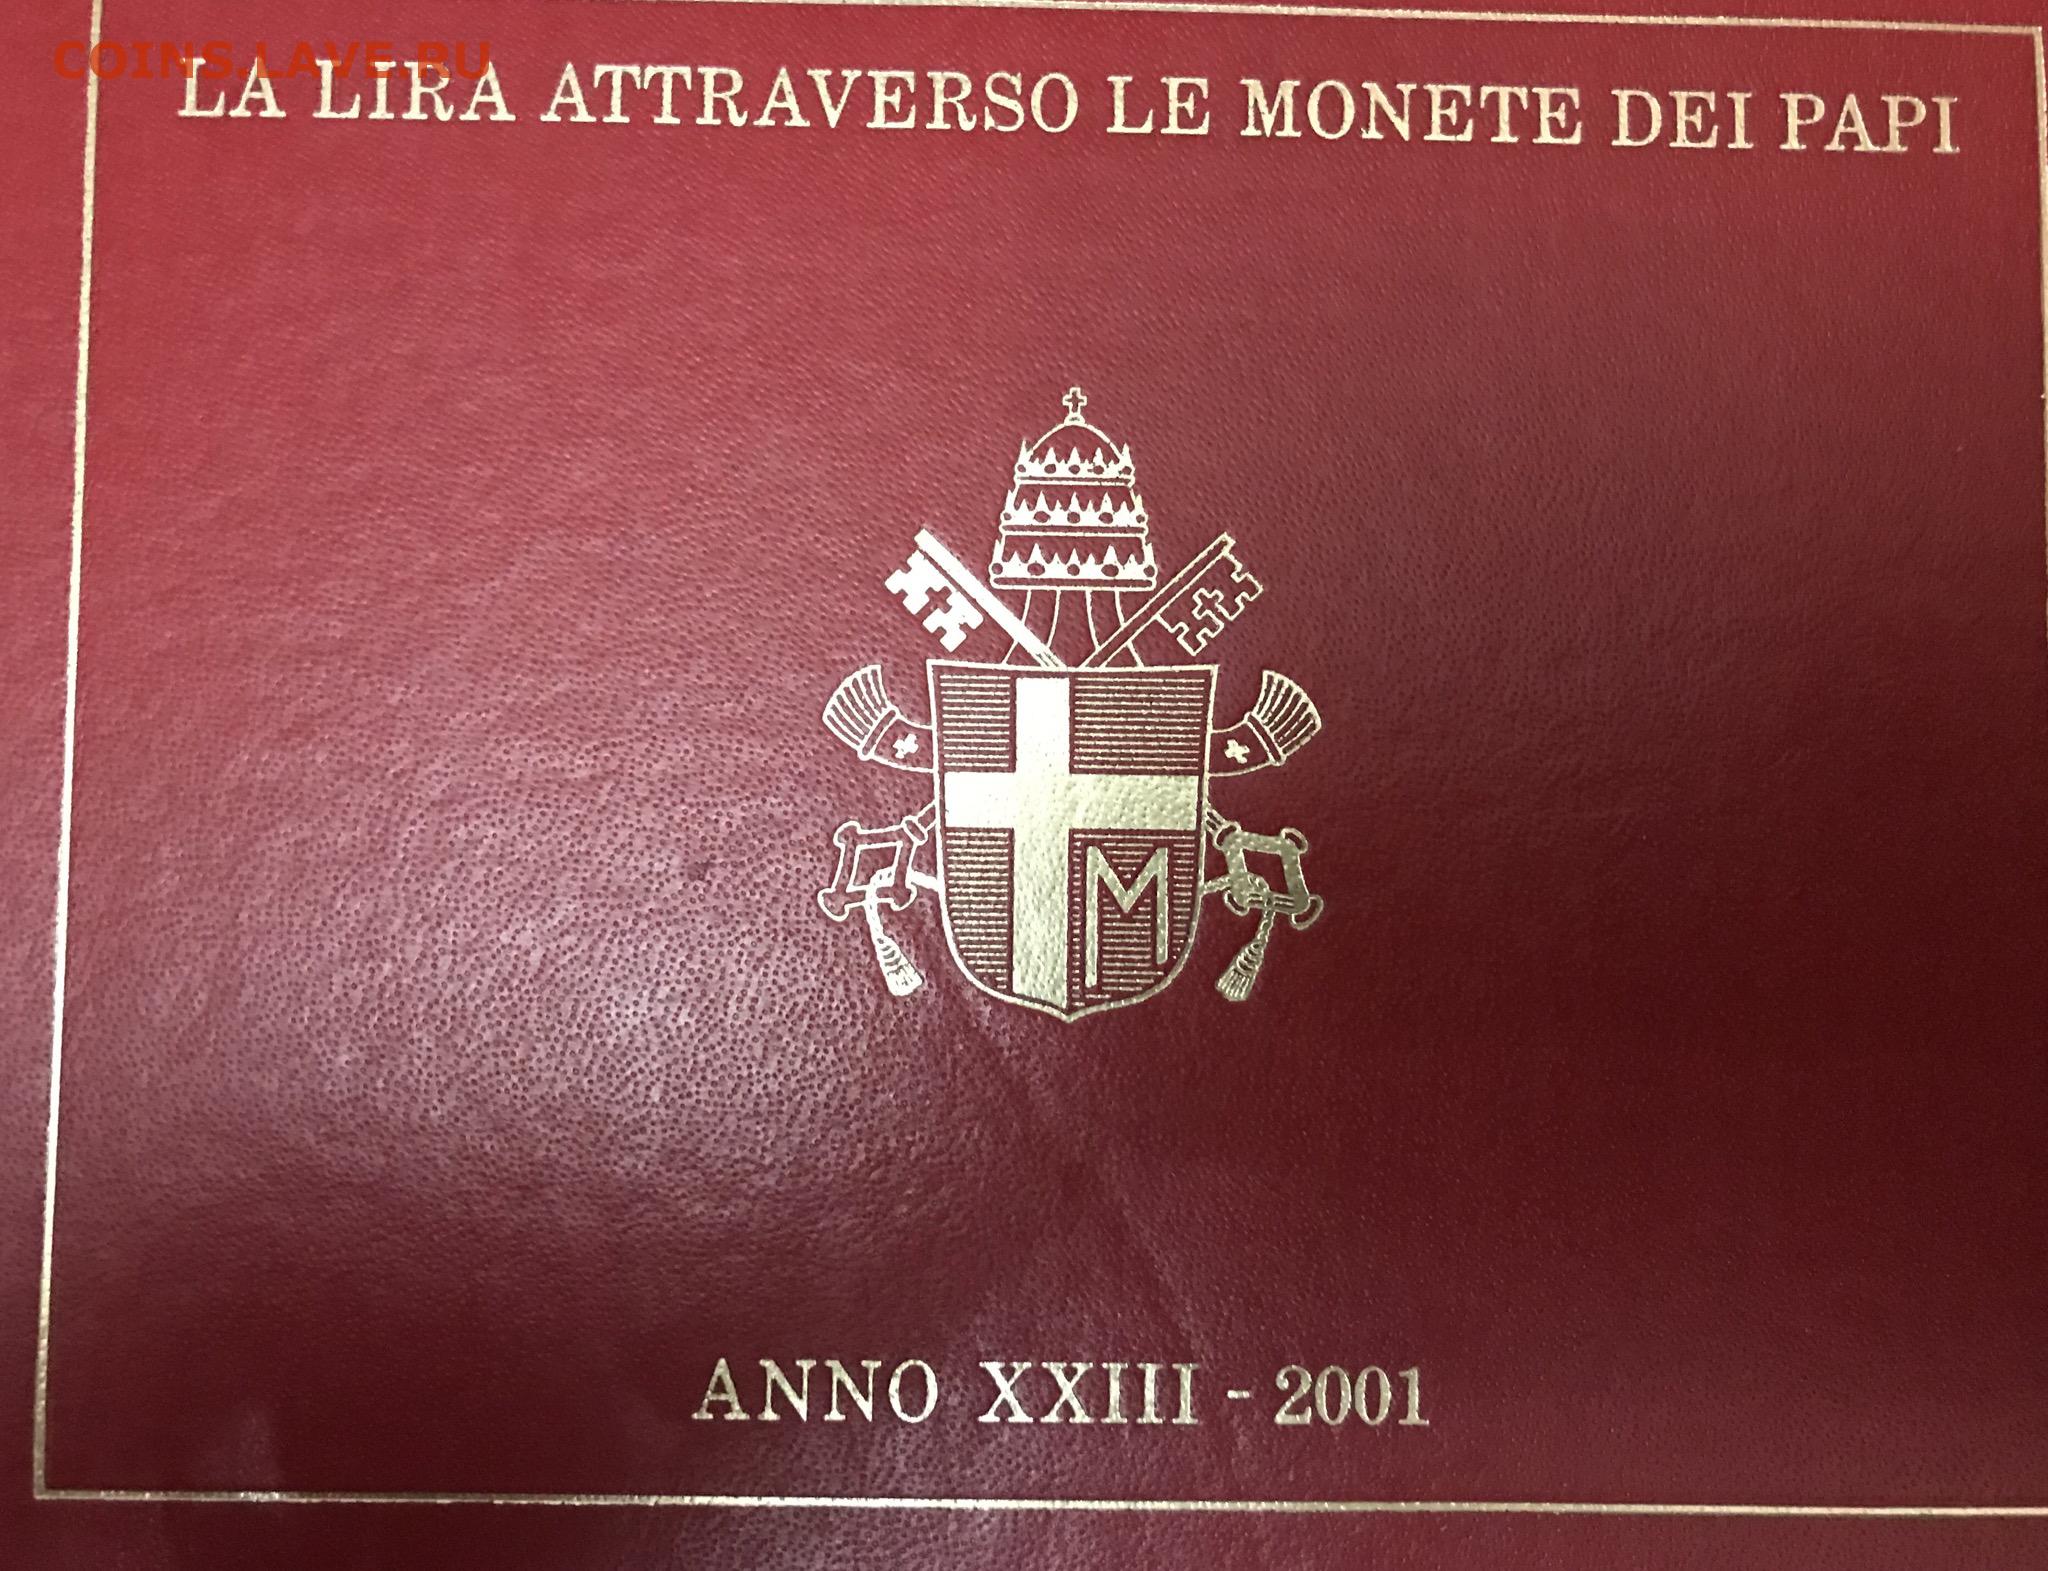 COINS.LAVE.RU
LA LIRA ATTRAVERSO LE MONETE DEI PAPI
M
ANNO XXIII - 2001